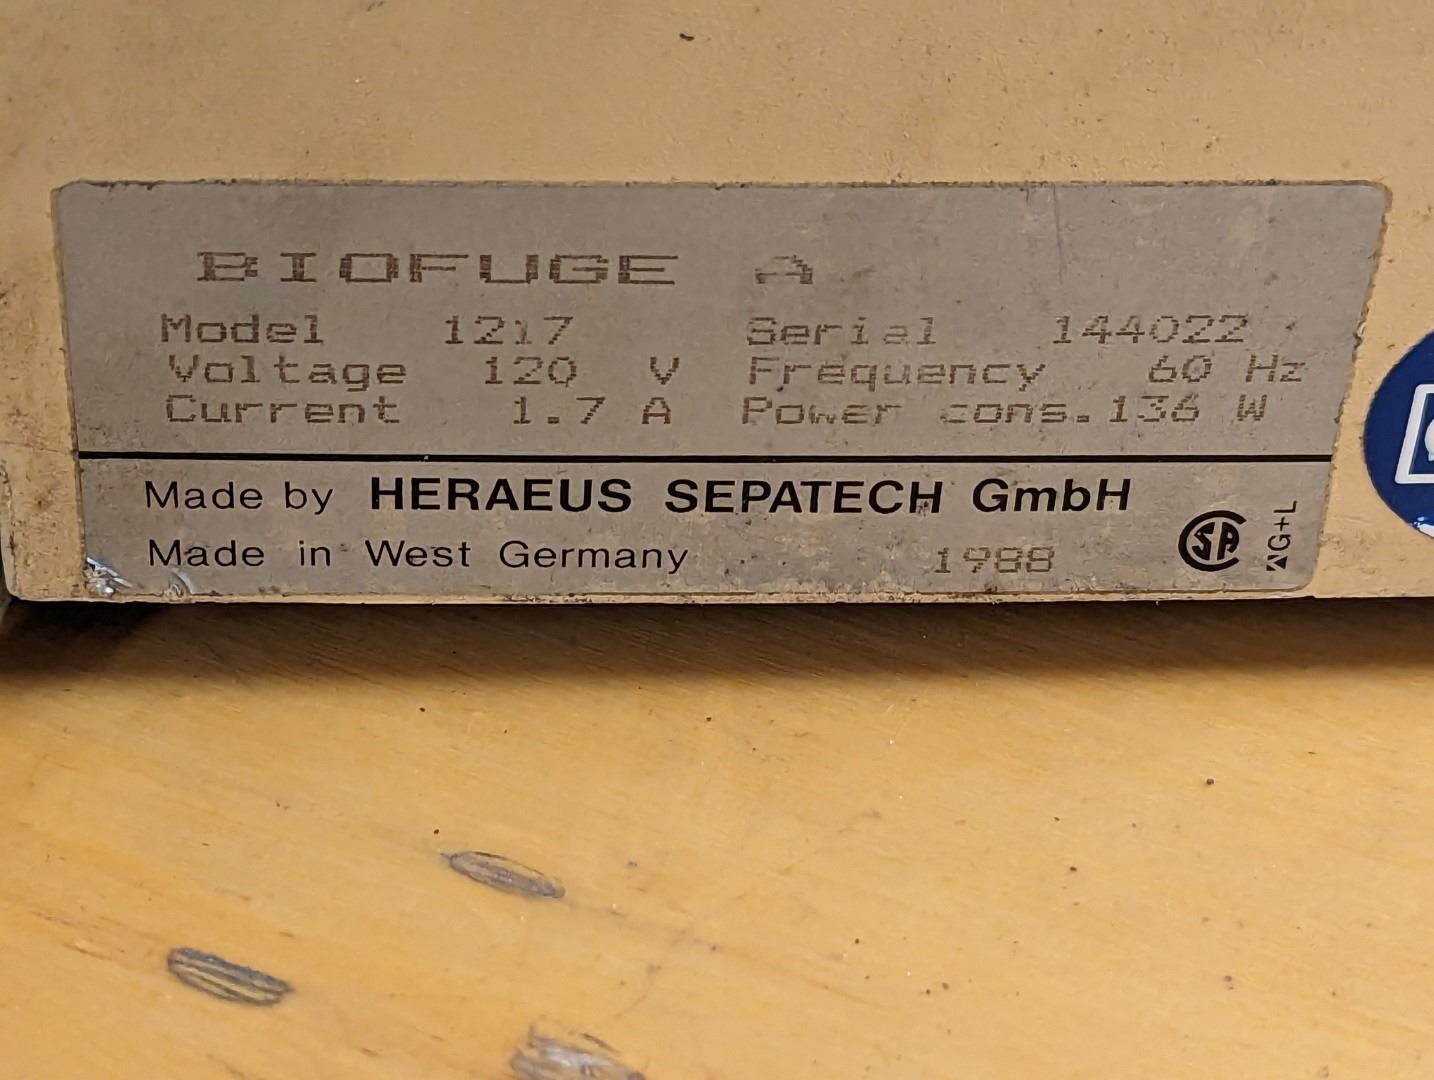 BIOFUGE A
Model 1217 Serial 144022
Voltage 120 V Frequency 60 Hz
Current 1.7 A Power cons. 136 W
Made by HERAEUS SEPATECH GmbH
Made in West Germany 1988
SA
G+L